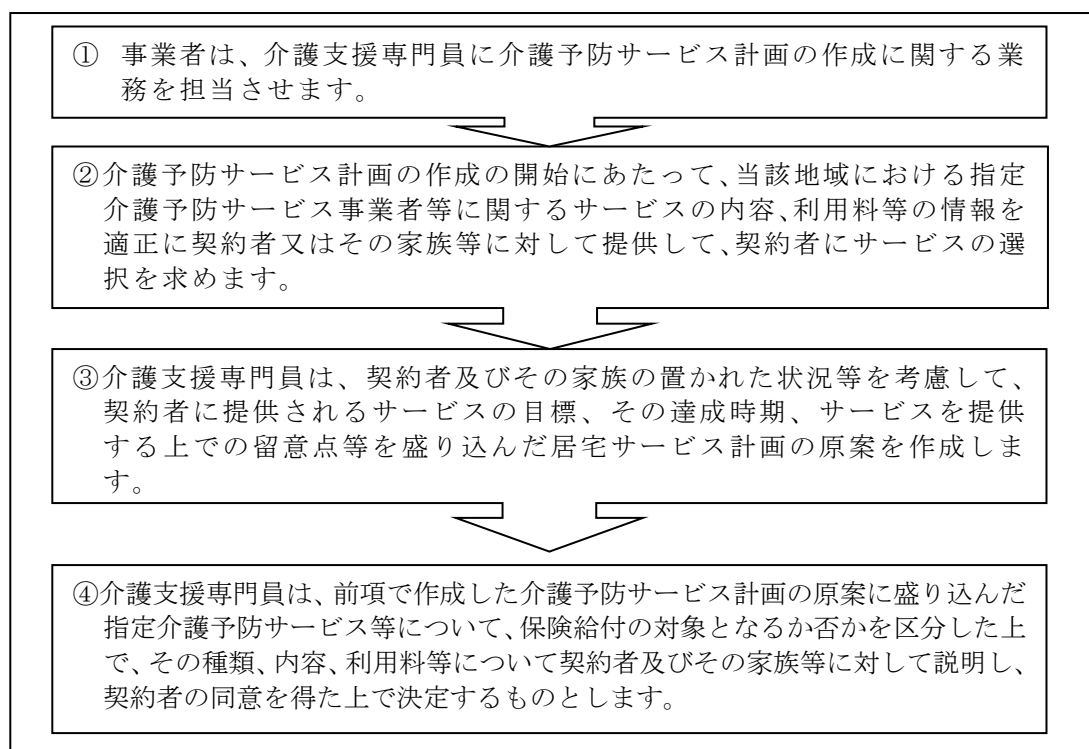 ① 事業者は、介護支援専門員に介護予防サービス計画の作成に関する業
務を担当させます。
②介護予防サービス計画の作成の開始にあたって、当該地域における指定
介護予防サービス事業者等に関するサービスの内容、利用料等の情報を
適正に契約者又はその家族等に対して提供して、契約者にサービスの選
択を求めます。
③介護支援専門員は、契約者及びその家族の置かれた状況等を考慮して、
契約者に提供されるサービスの目標、その達成時期、サービスを提供
する上での留意点等を盛り込んだ居宅サービス計画の原案を作成しま
す。
④介護支援専門員は、前項で作成した介護予防サービス計画の原案に盛り込んだ
指定介護予防サービス等について、保険給付の対象となるか否かを区分した上
で、その種類、内容、利用料等について契約者及びその家族等に対して説明し、
契約者の同意を得た上で決定するものとします。